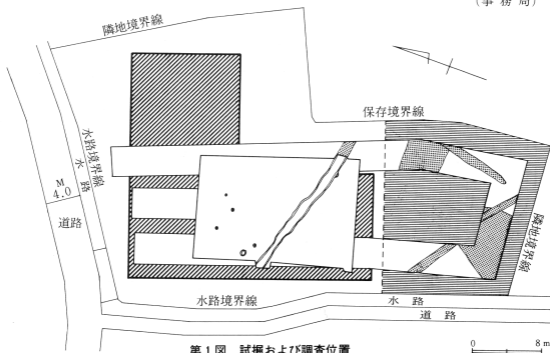 (事務局)
隣地境界線
保存境界線
水路境界線
水路
M
4.0
道路
隣地境界線
水路境界線
水路
道路
第1図 試掘および調査位置
0 8m